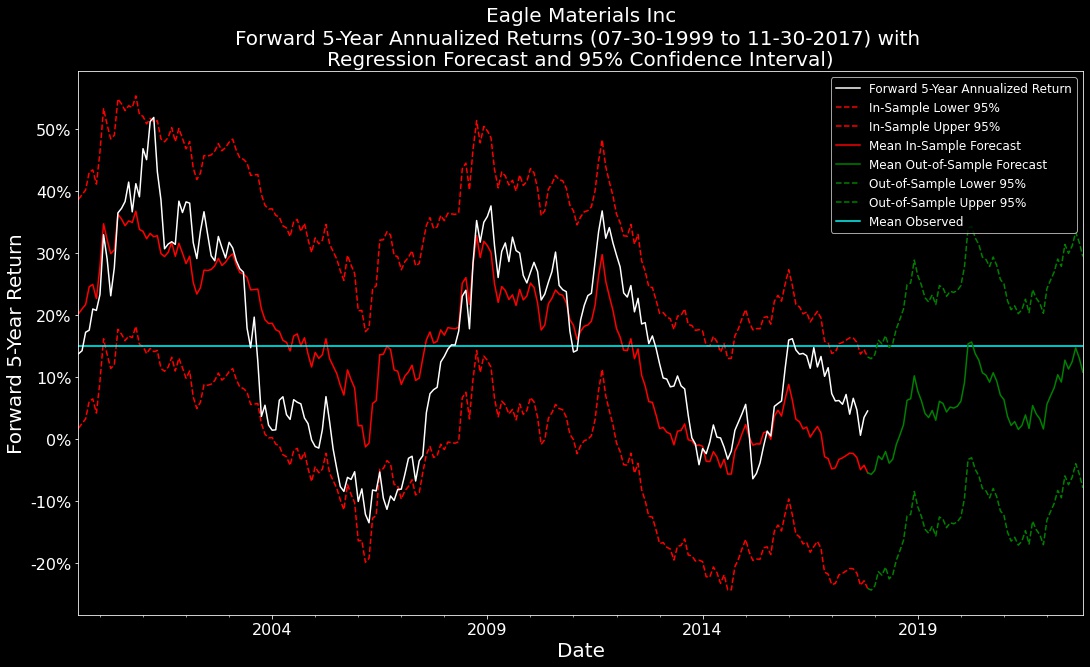 Eagle Materials Inc
Forward 5-Year Annualized Returns (07-30-1999 to 11-30-2017) with
Regression Forecast and 95% Confidence Interval)
Forward 5-Year Annualized Return
In-Sample Lower 95%
In-Sample Upper 95%
Mean In-Sample Forecast
Mean Out-of-Sample Forecast
Out-of-Sample Lower 95%
Out-of-Sample Upper 95%
Mean Observed
Forward 5-Year Return
50%
40%
30%
20%
10%
0%
-10%
-20%
2004
2009
2014
2019
Date